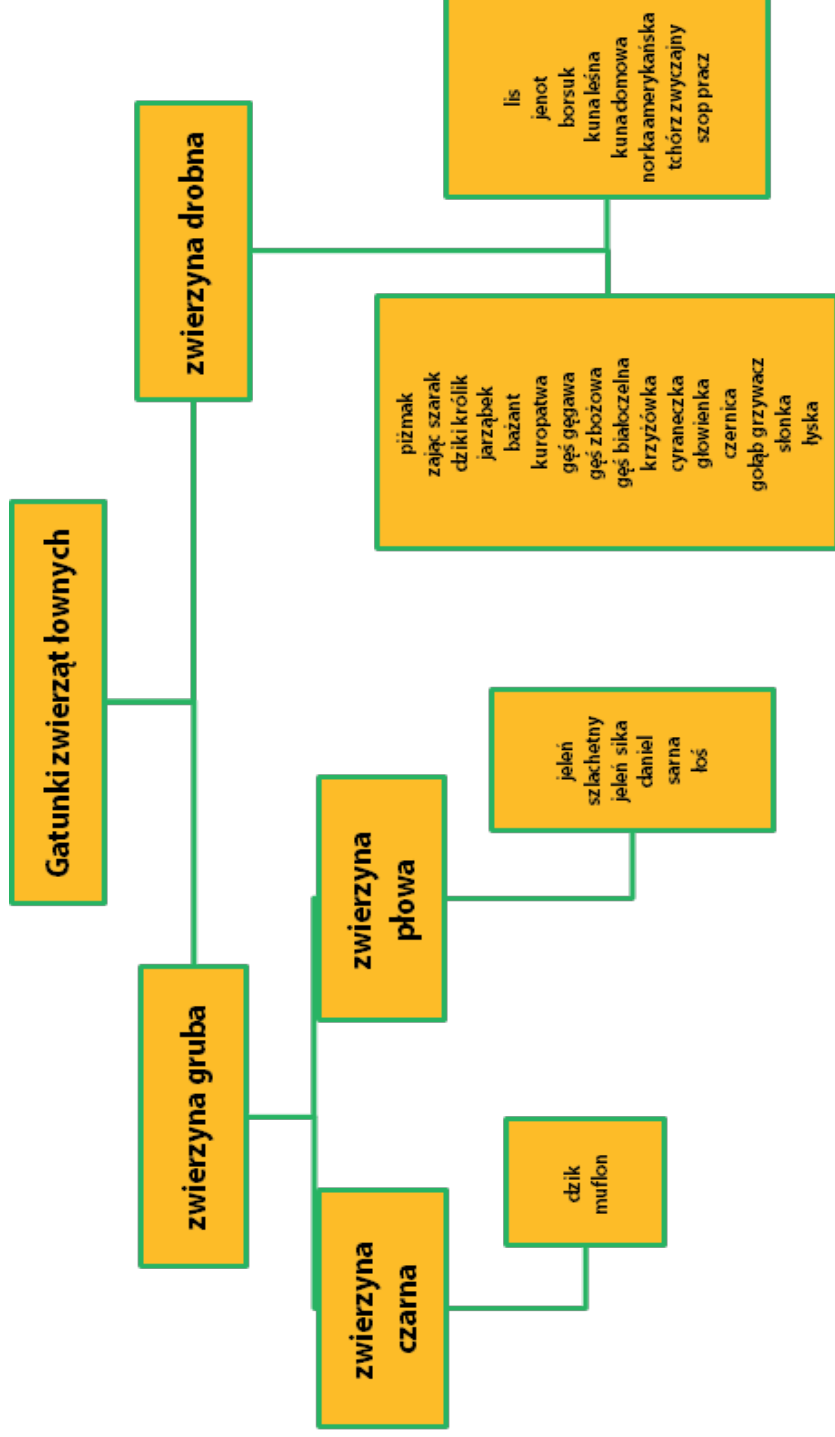 Gatunki zwierząt łownych
zwierzyna gruba
zwierzyna drobna
zwierzyna
czarna
zwierzyna
płowa
dzik
muflon
jeleń
szlachetny
jeleń sika
daniel
sarna
łoś
piżmak
zając szarak
dziki królik
jarząbek
bażant
kuropatwa
gęś gęgawa
gęś zbożowa
gęś białoczelna
krzyżówka
cyraneczka
głowienka
czernica
gołąb grzywacz
słonka
łyska
lis
jenot
borsuk
kuna leśna
kuna domowa
norka amerykańska
tchórz zwyczajny
szop pracz